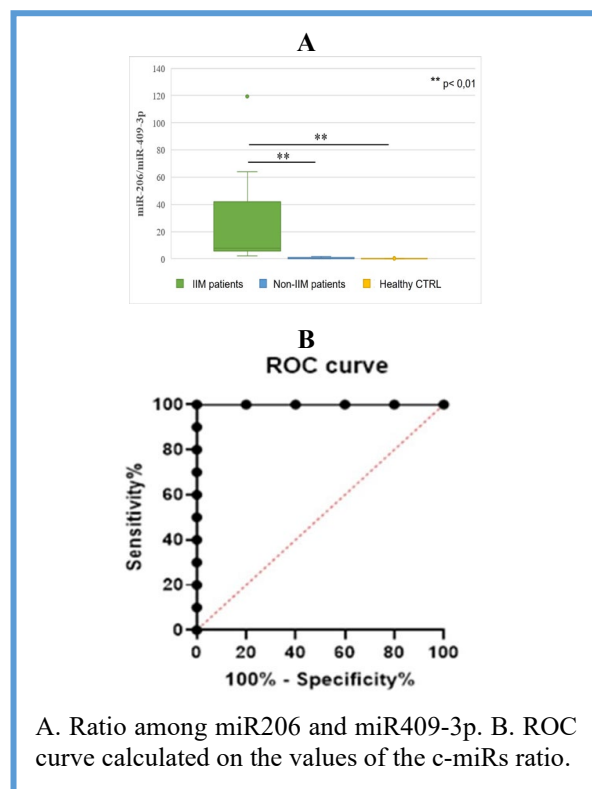 A
140
** p< 0,01
120
100
80
60
40
20
0
miR-206/miR-409-3p
**
**
IIM patients Non-IIM patients Healthy CTRL
B
ROC curve
100
80
60
40
20
0
Sensitivity%
0 20 40 60 80 100
100% - Specificity%
A. Ratio among miR206 and miR409-3p. B. ROC
curve calculated on the values of the c-miRs ratio.